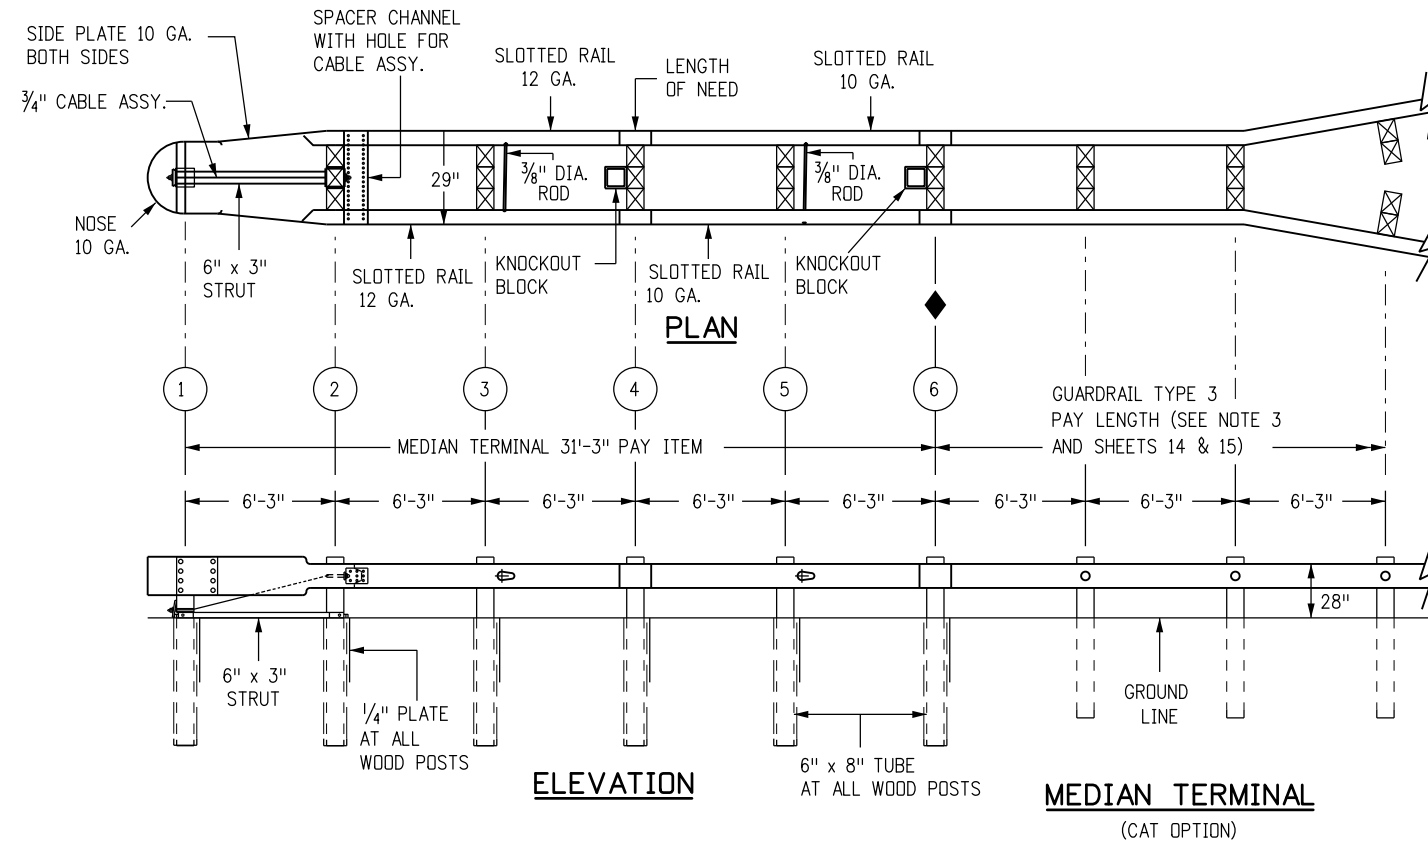 SIDE PLATE 10 GA.
BOTH SIDES
SPACER CHANNEL
WITH HOLE FOR
CABLE ASSY.
SLOTTED RAIL
12 GA.
LENGTH
OF NEED
SLOTTED RAIL
10 GA.
3/4" CABLE ASSY.
29"
3/8" DIA.
ROD
3/8" DIA.
ROD
NOSE
10 GA.
6" x 3"
STRUT
SLOTTED RAIL
12 GA.
KNOCKOUT
BLOCK
SLOTTED RAIL
10 GA.
KNOCKOUT
BLOCK
PLAN
1 2 3 4 5 6
GUARDRAIL TYPE 3
PAY LENGTH (SEE NOTE 3
AND SHEETS 14 & 15)
MEDIAN TERMINAL 31'-3" PAY ITEM
6'-3" 6'-3" 6'-3" 6'-3" 6'-3" 6'-3" 6'-3" 6'-3"
28"
6" x 3"
STRUT
1/4" PLATE
AT ALL
WOOD POSTS
GROUND
LINE
6" x 8" TUBE
AT ALL WOOD POSTS
ELEVATION
MEDIAN TERMINAL
(CAT OPTION)